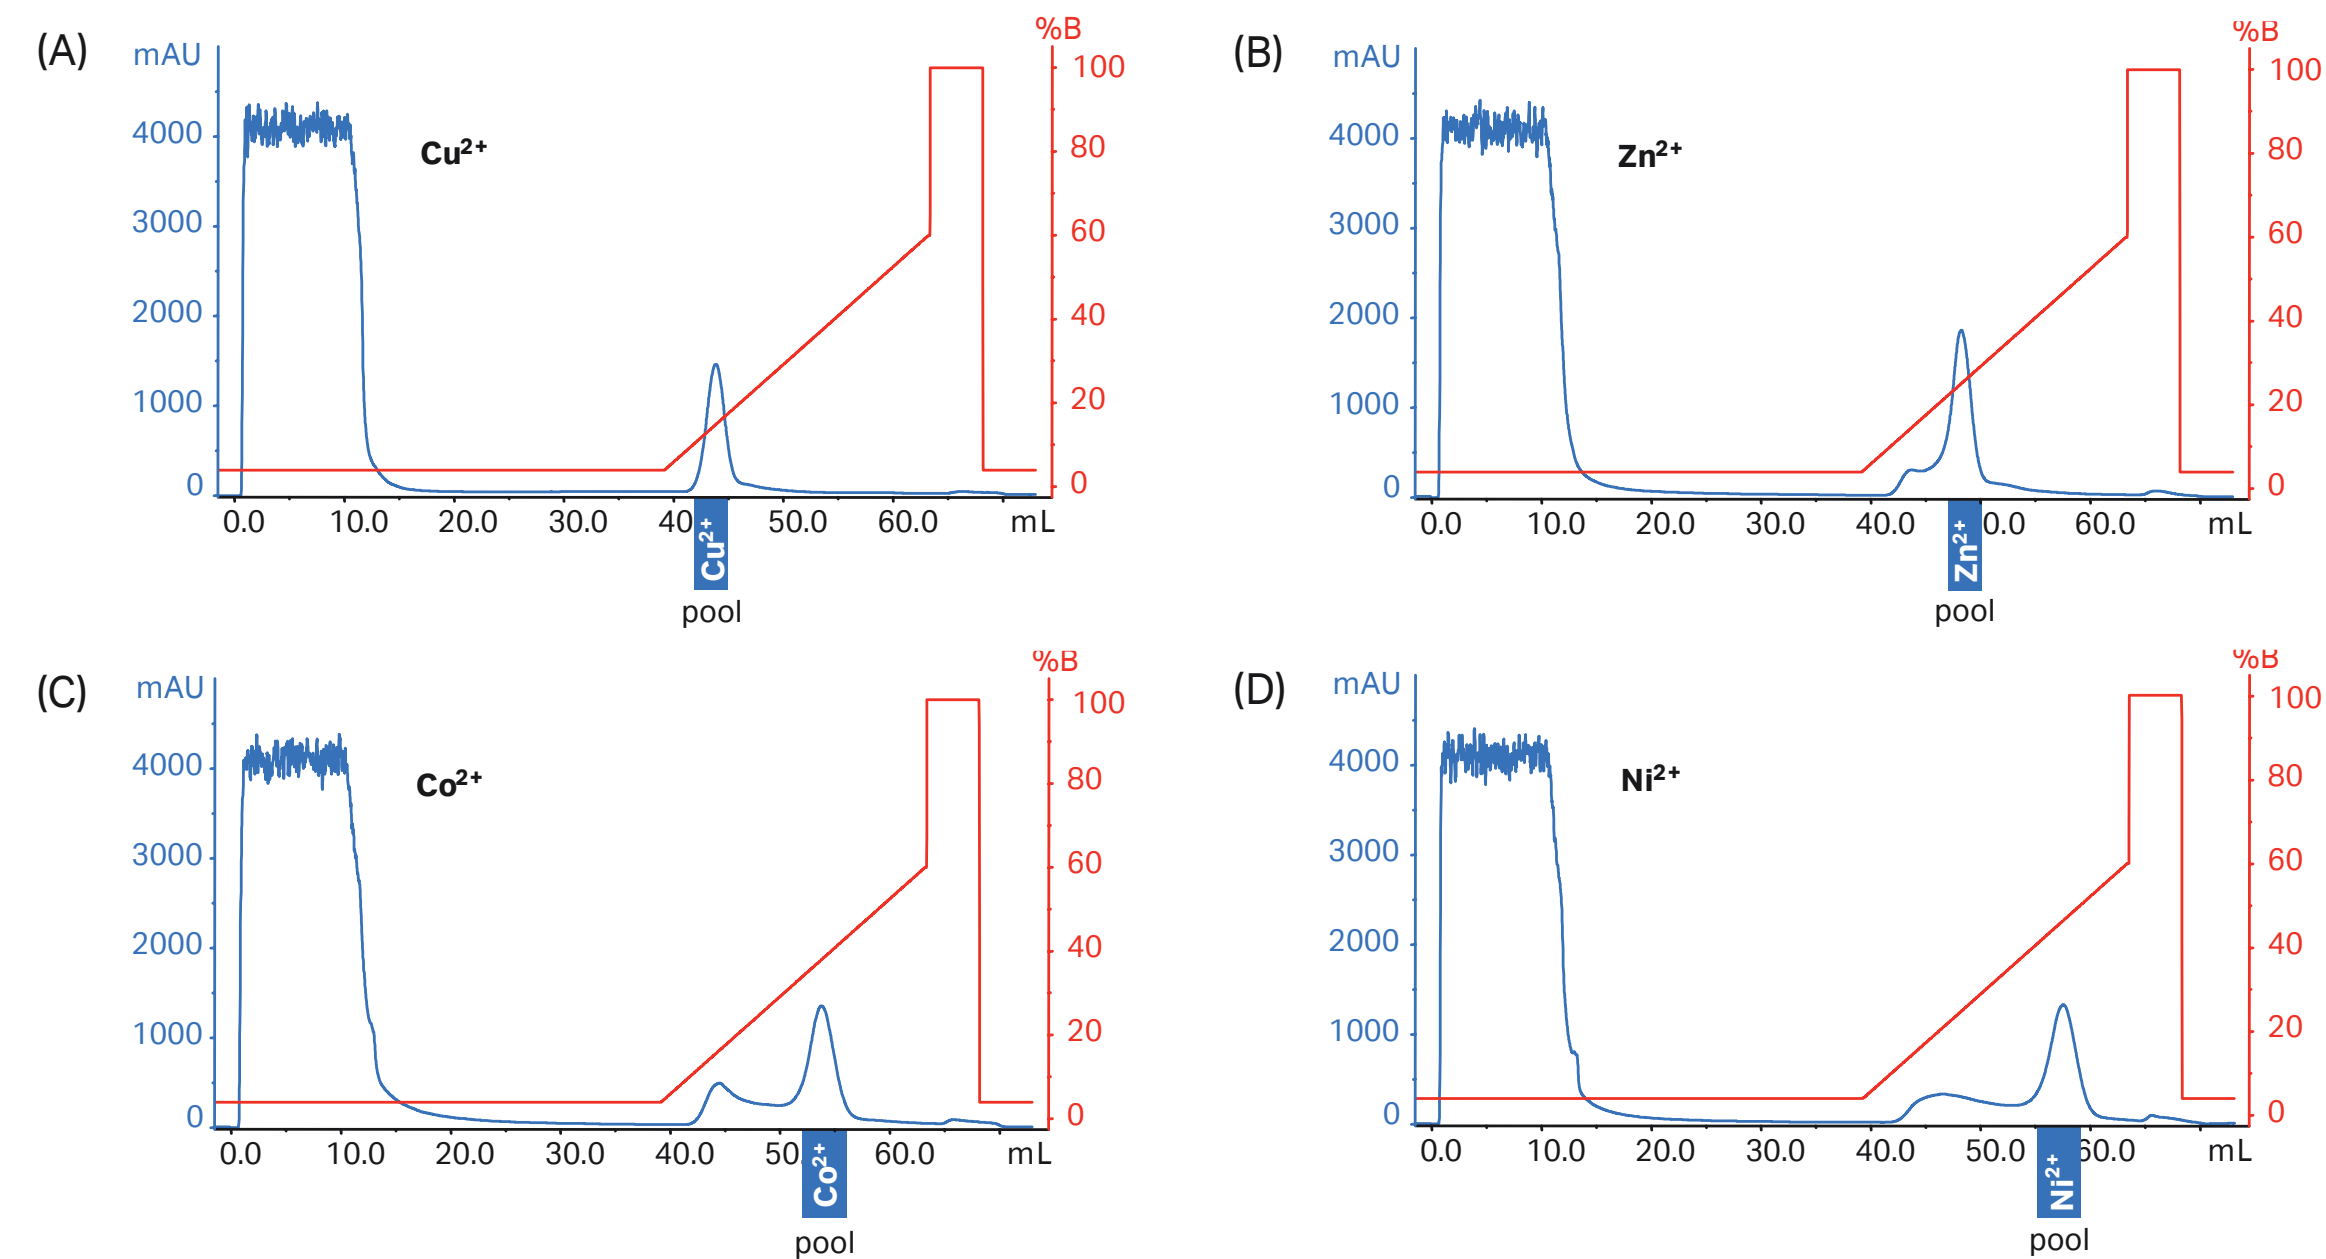 (A)
mAU
%B
4000
3000
2000
1000
0
100
80
60
40
20
0
Cu²⁺
0.0 10.0 20.0 30.0 40 50.0 60.0 mL
Cu²⁺
pool
(B)
mAU
%B
4000
3000
2000
1000
0
100
80
60
40
20
0
Zn²⁺
0.0 10.0 20.0 30.0 40.0 0.0 60.0 mL
Zn²⁺
pool
(C)
mAU
%B
4000
3000
2000
1000
0
100
80
60
40
20
0
Co²⁺
0.0 10.0 20.0 30.0 40.0 50. 60.0 mL
Co²⁺
pool
(D)
mAU
%B
4000
3000
2000
1000
0
100
80
60
40
20
0
Ni²⁺
0.0 10.0 20.0 30.0 40.0 50.0 60.0 mL
Ni²⁺
pool